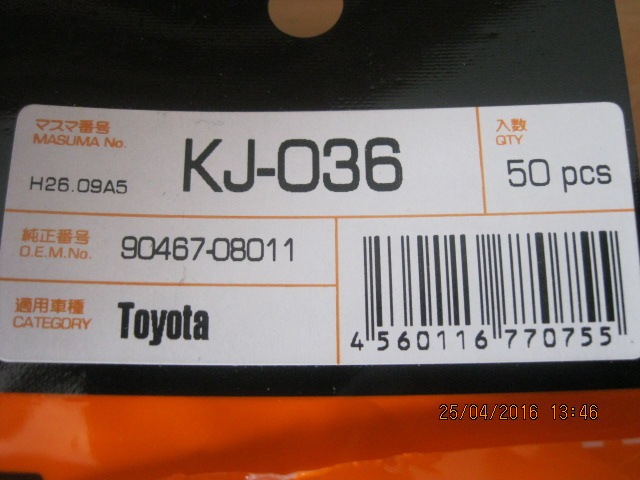 マスマ番号
MASUMA No.
KJ-036
H26.09A5
入数
QTY
50 pcs
純正番号
O.E.M.No.
90467-08011
適用車種
CATEGORY
Toyota
4 560116 770755
25/04/2016 13:46